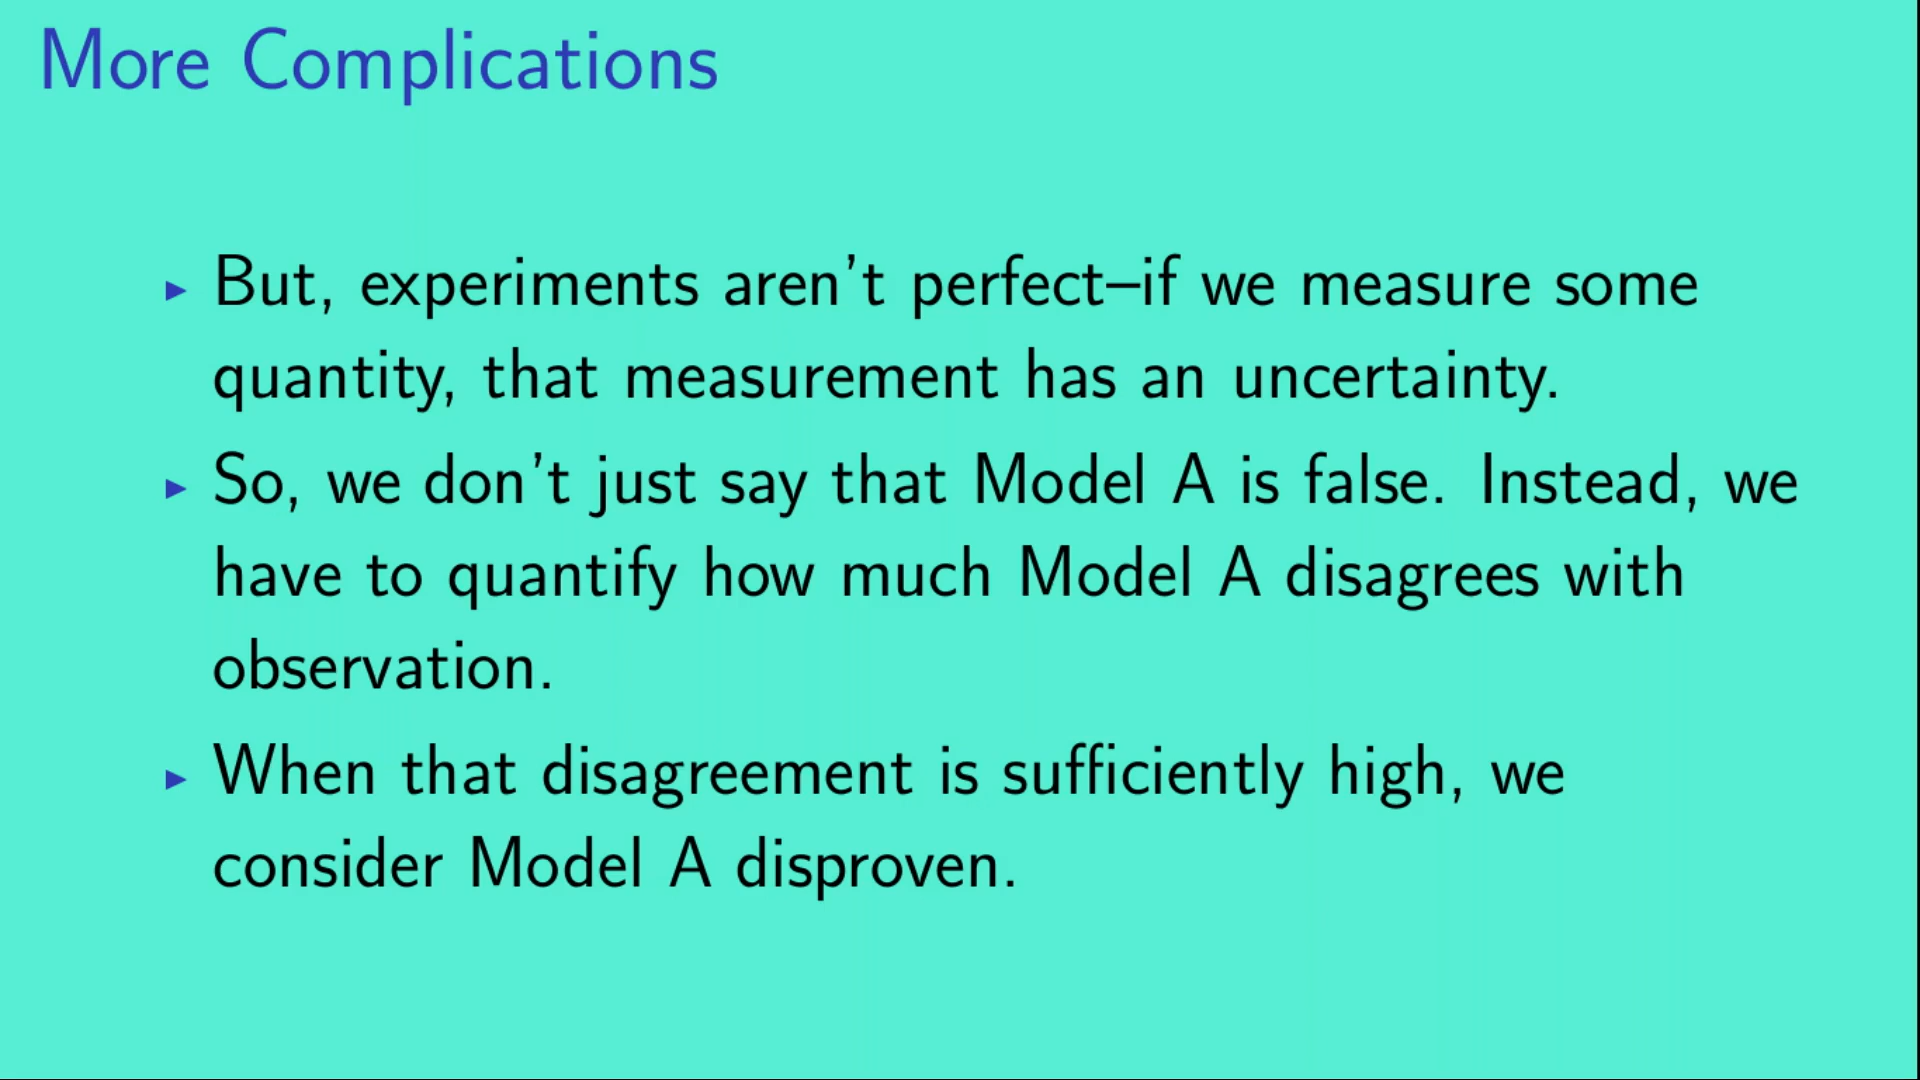 More Complications
▶ But, experiments aren't perfect–if we measure some
quantity, that measurement has an uncertainty.
▶ So, we don't just say that Model A is false. Instead, we
have to quantify how much Model A disagrees with
observation.
▶ When that disagreement is sufficiently high, we
consider Model A disproven.